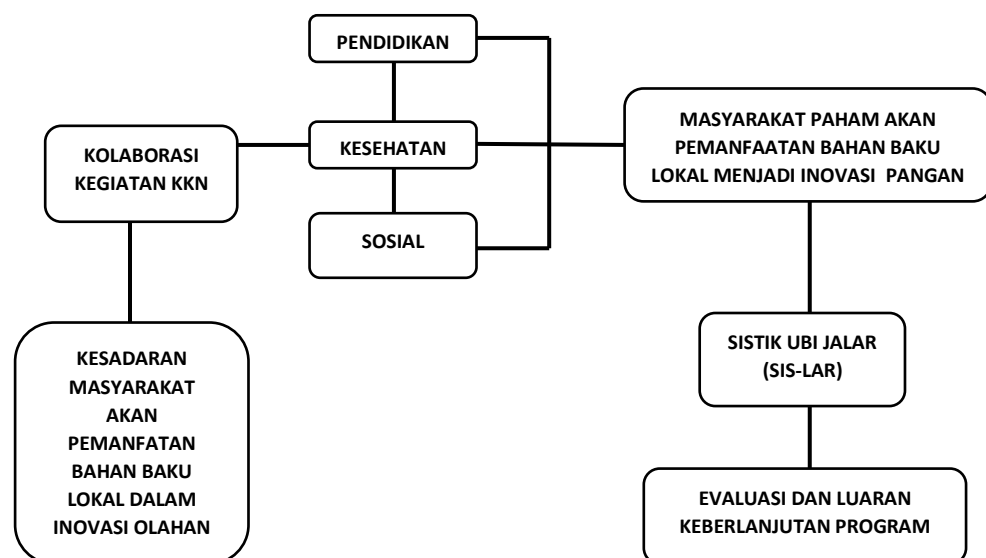 PENDIDIKAN
KESEHATAN
SOSIAL
KOLABORASI
KEGIATAN KKN
KESADARAN
MASYARAKAT
AKAN
PEMANFATAN
BAHAN BAKU
LOKAL DALAM
INOVASI OLAHAN
MASYARAKAT PAHAM AKAN
PEMANFAATAN BAHAN BAKU
LOKAL MENJADI INOVASI PANGAN
SISTIK UBI JALAR
(SIS-LAR)
EVALUASI DAN LUARAN
KEBERLANJUTAN PROGRAM